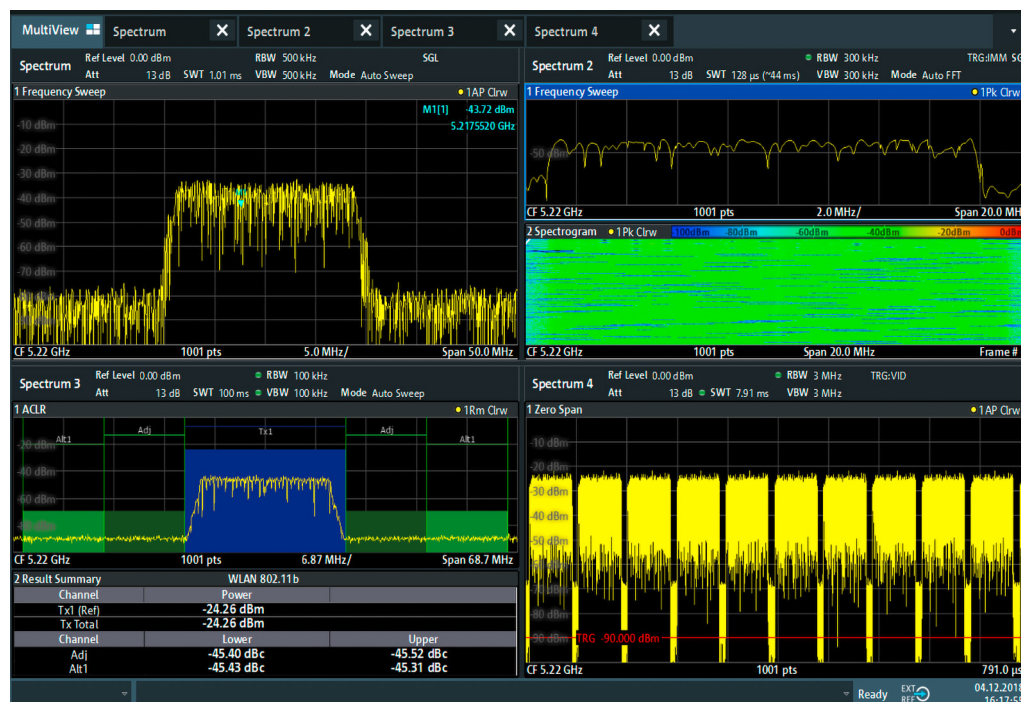 MultiView Spectrum X Spectrum 2 X Spectrum 3 X Spectrum 4 X
Spectrum Ref Level 0.00 dBm RBW 500 kHz SGL
Att 13 dB SWT 1.01 ms VBW 500 kHz Mode Auto Sweep
1 Frequency Sweep 1AP Clrw
M1[1] -43.72 dBm
5.2175520 GHz
-10 dBm
-20 dBm
-30 dBm
-40 dBm
-50 dBm
-60 dBm
-70 dBm
CF 5.22 GHz 1001 pts 5.0 MHz/ Span 50.0 MHz
Spectrum 2 Ref Level 0.00 dBm RBW 300 kHz TRG:IMM SG
Att 13 dB SWT 128 µs (~44 ms) VBW 300 kHz Mode Auto FFT
1 Frequency Sweep 1Pk Clrw
-50 dBm
CF 5.22 GHz 1001 pts 2.0 MHz/ Span 20.0 MH
2 Spectrogram 1Pk Clrw -100dBm -80dBm -60dBm -40dBm -20dBm 0dBm
CF 5.22 GHz 1001 pts Span 20.0 MHz Frame #
Spectrum 3 Ref Level 0.00 dBm RBW 100 kHz
Att 13 dB SWT 100 ms VBW 100 kHz Mode Auto Sweep
1 ACLR 1Rm Clrw
Alt1 Adj Tx1 Adj Alt1
-20 dBm
-40 dBm
-60 dBm
CF 5.22 GHz 1001 pts 6.87 MHz/ Span 68.7 MHz
2 Result Summary WLAN 802.11b
Channel Power
Tx1 (Ref) -24.26 dBm
Tx Total -24.26 dBm
Channel Lower Upper
Adj -45.40 dBc -45.52 dBc
Alt1 -45.43 dBc -45.31 dBc
Spectrum 4 Ref Level 0.00 dBm RBW 3 MHz TRG:VID
Att 13 dB SWT 7.91 ms VBW 3 MHz
1 Zero Span 1AP Clrw
-10 dBm
-20 dBm
-30 dBm
-40 dBm
-50 dBm
-70 dBm
-80 dBm
-90 dBm TRG -90.000 dBm
CF 5.22 GHz 1001 pts 791.0 µs
Ready EXT REF 04.12.2018
16:17:55